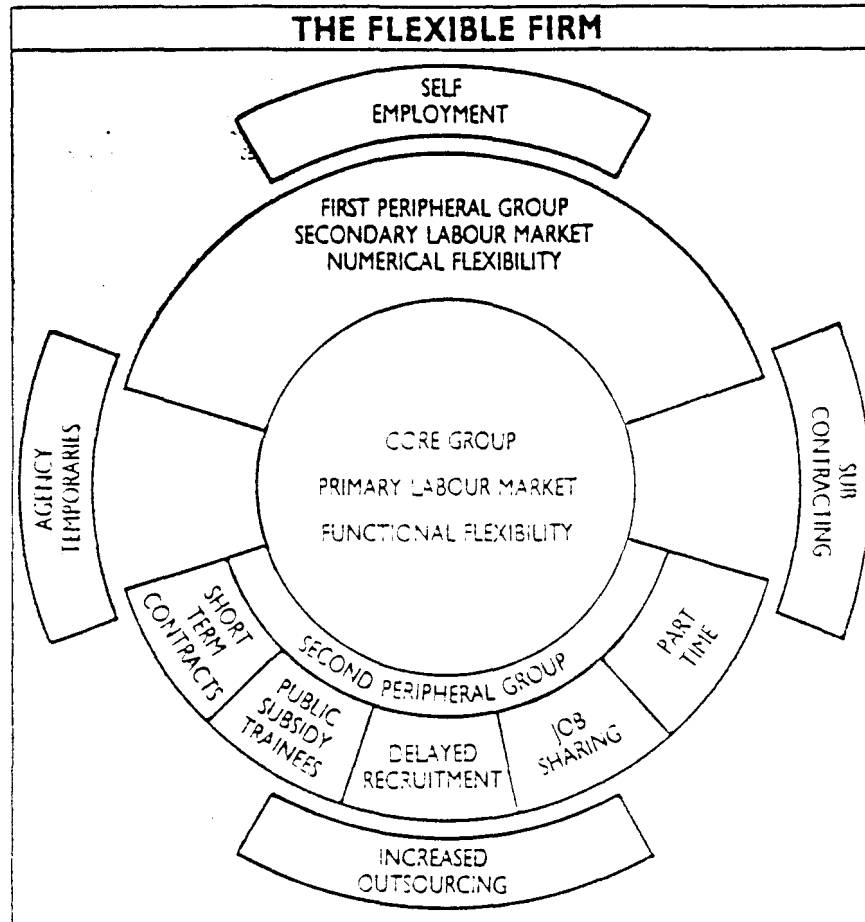 THE FLEXIBLE FIRM
SELF
EMPLOYMENT
FIRST PERIPHERAL GROUP
SECONDARY LABOUR MARKET
NUMERICAL FLEXIBILITY
AGENCY
TEMPORARIES
CORE GROUP
PRIMARY LABOUR MARKET
FUNCTIONAL FLEXIBILITY
SUB
CONTRACTING
SHORT
TERM
CONTRACTS
SECOND PERIPHERAL GROUP
PUBLIC
SUBSIDY
TRAINEES
DELAYED
RECRUITMENT
JOB
SHARING
PART
TIME
INCREASED
OUTSOURCING